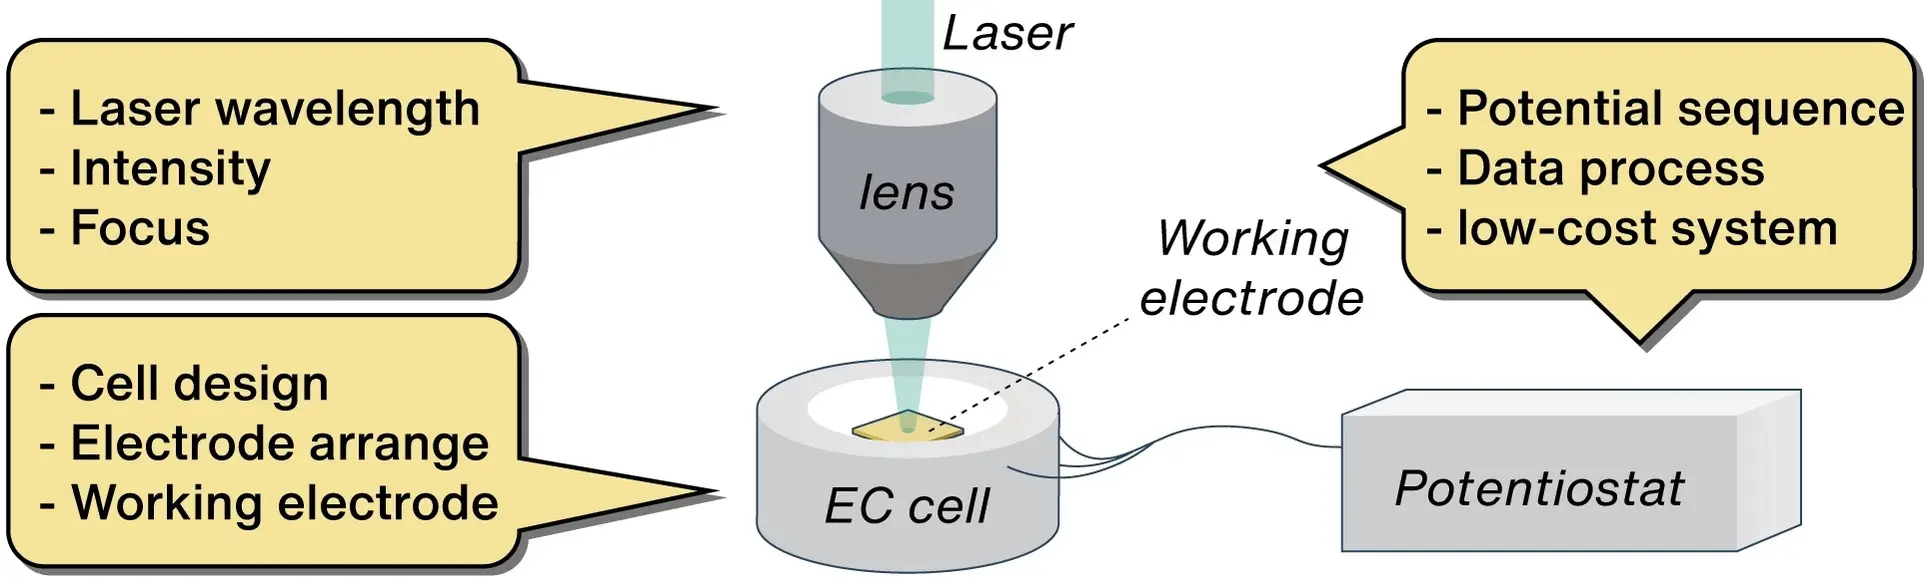 Laser
- Laser wavelength
- Intensity
- Focus
lens
- Potential sequence
- Data process
- low-cost system
Working
electrode
- Cell design
- Electrode arrange
- Working electrode
EC cell
Potentiostat